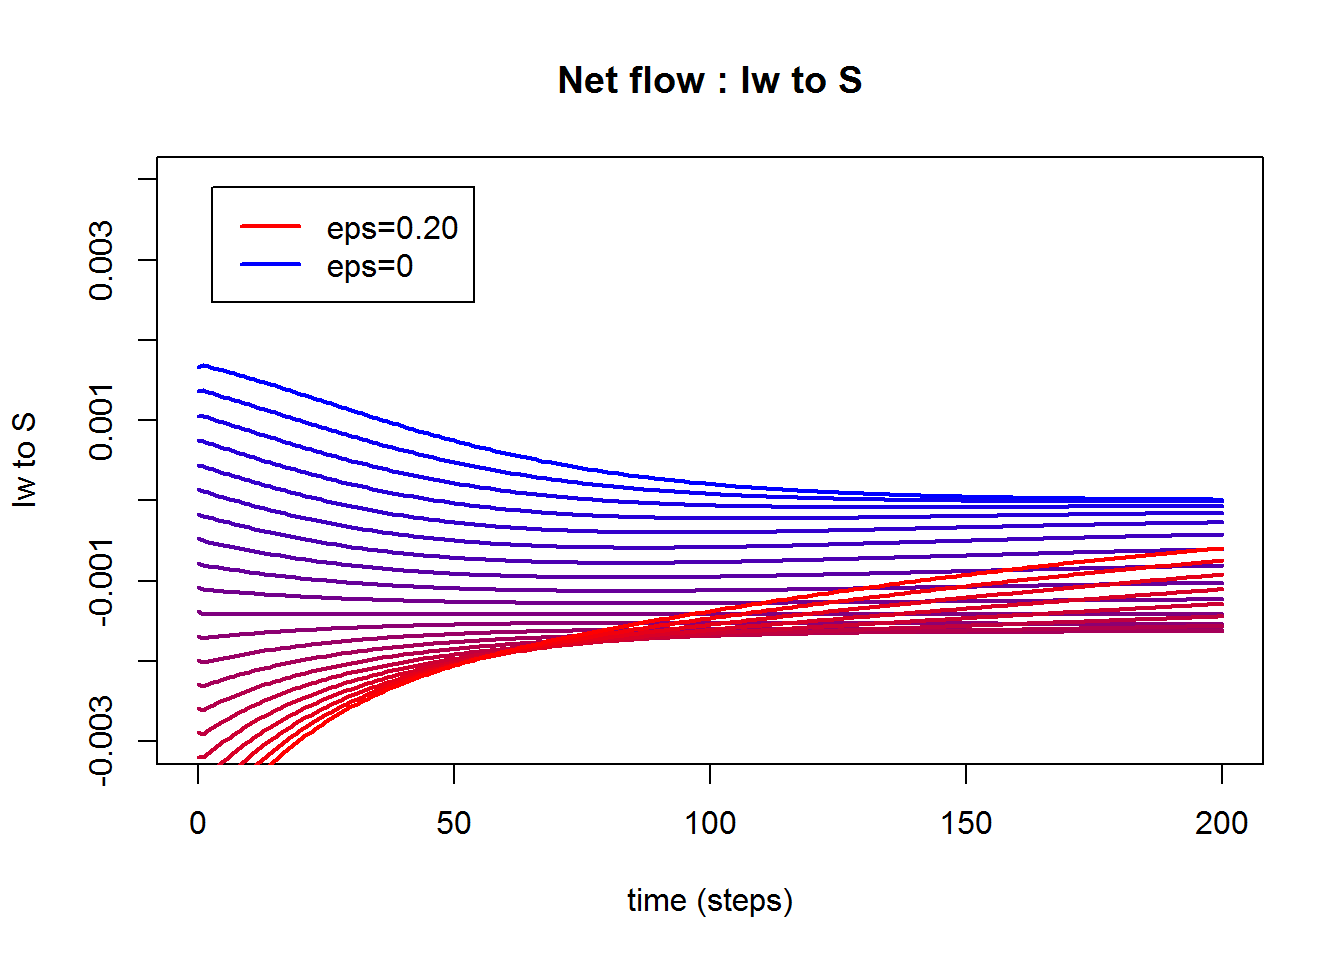 Net flow : Iw to S
eps=0.20
eps=0
Iw to S
0.003
0.001
-0.001
-0.003
0 50 100 150 200
time (steps)